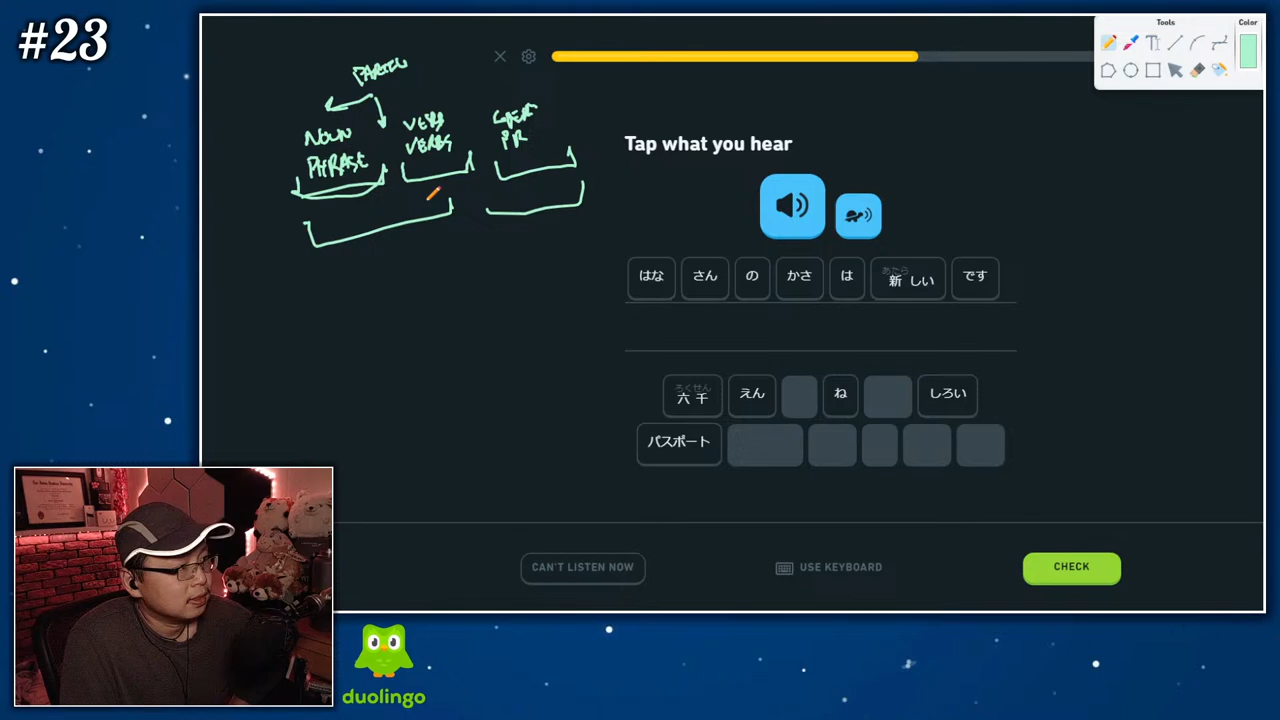 #23
Tools
Color
NOUN
PHRASE
VERB
VERBS
Tap what you hear
はな さん の かさ は 新しい です
あたら
ろくせん
六千 えん ね しろい
パスポート
CAN'T LISTEN NOW
USE KEYBOARD
CHECK
duolingo